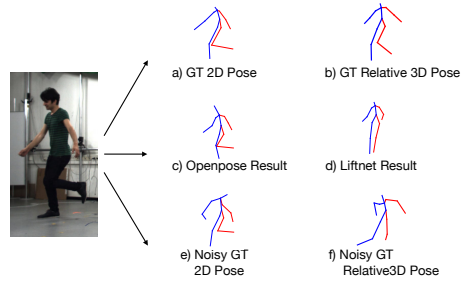 a) GT 2D Pose
b) GT Relative 3D Pose
c) Openpose Result
d) Liftnet Result
e) Noisy GT
2D Pose
f) Noisy GT
Relative3D Pose